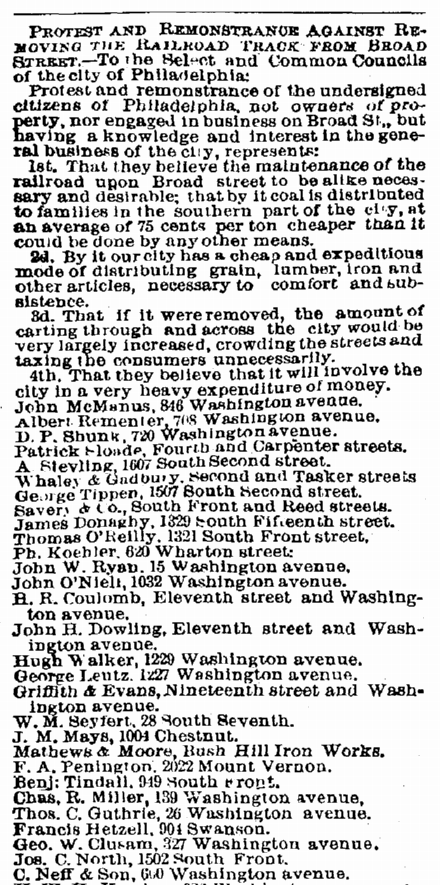 PROTEST AND REMONSTRANCE AGAINST RE-
MOVING THE RAILROAD TRACK FROM BROAD
STREET.—To the Select and Common Councils
of the city of Philadelphia:
Protest and remonstrance of the undersigned
citizens of Philadelphia, not owners of pro-
perty, nor engaged in business on Broad St., but
having a knowledge and interest in the gene-
ral business of the city, represents:
1st. That they believe the maintenance of the
railroad upon Broad street to be alike neces-
sary and desirable; that by it coal is distributed
to families in the southern part of the city, at
an average of 75 cents per ton cheaper than it
could be done by any other means.
2d. By it our city has a cheap and expeditious
mode of distributing grain, lumber, iron and
other articles, necessary to comfort and sub-
sistence.
3d. That if it were removed, the amount of
carting through and across the city would be
very largely increased, crowding the streets and
taxing the consumers unnecessarily.
4th. That they believe that it will involve the
city in a very heavy expenditure of money.
John McManus, 846 Washington avenue.
Albert Rementer, 708 Washington avenue.
D. P. Shunk, 720 Washington avenue.
Patrick Sloade, Fourth and Carpenter streets.
A Stevling, 1607 South Second street.
Whaley & Gadbury, Second and Tasker streets
George Tippen, 1507 South Second street.
Savery & Co., South Front and Reed streets.
James Donaghy, 1329 South Fifteenth street.
Thomas O'Reilly, 1321 South Front street,
Ph. Koehler, 620 Wharton street:
John W. Ryan, 15 Washington avenue,
John O'Niell, 1032 Washington avenue.
B. R. Coulomb, Eleventh street and Washing-
ton avenue.
John H. Dowling, Eleventh street and Wash-
ington avenue.
Hugh Walker, 1229 Washington avenue.
George Leutz, 1227 Washington avenue.
Griffith & Evans, Nineteenth street and Wash-
ington avenue.
W. M. Seyfert, 28 South Seventh.
J. M. Mays, 1004 Chestnut.
Mathews & Moore, Bush Hill Iron Works.
F. A. Penington, 2022 Mount Vernon.
Benj: Tindall, 949 South Front.
Chas, R. Miller, 139 Washington avenue,
Thos. C. Guthrie, 26 Washington avenue.
Francis Hetzell, 904 Swanson.
Geo. W. Clusam, 327 Washington avenue.
Jos. C. North, 1502 South Front.
C. Neff & Son, 600 Washington avenue.